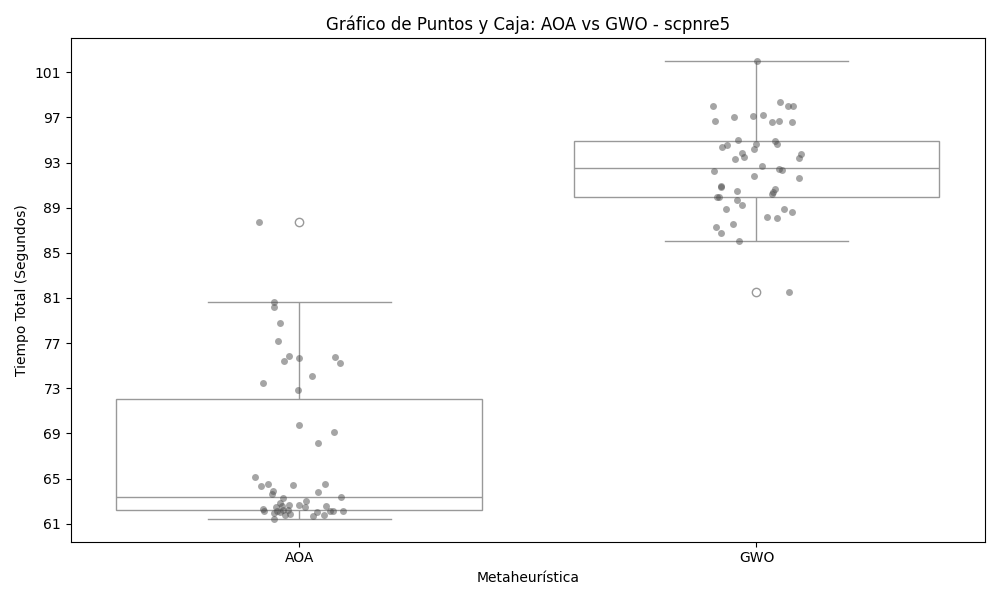 Gráfico de Puntos y Caja: AOA vs GWO - scpnre5
Tiempo Total (Segundos)
101
97
93
89
85
81
77
73
69
65
61
AOA
GWO
Metaheurística